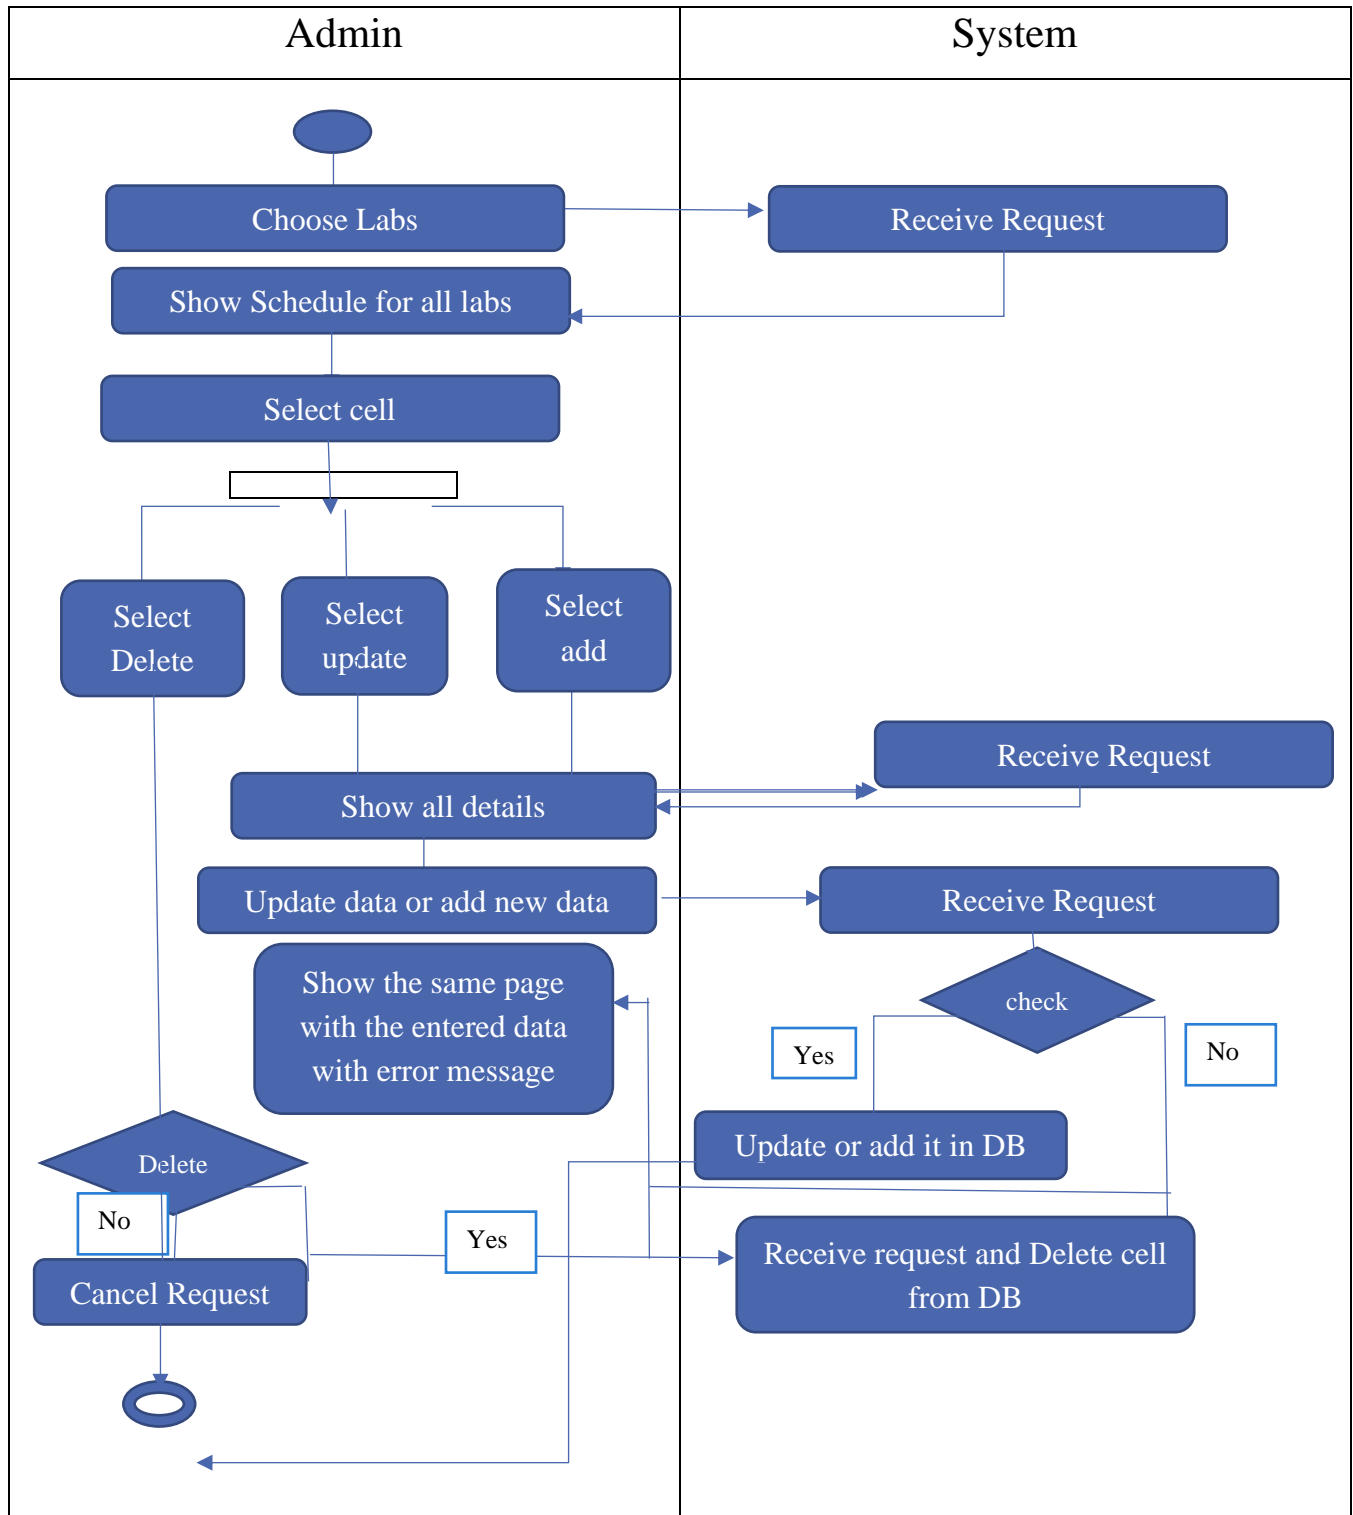 Admin
System
Choose Labs
Receive Request
Show Schedule for all labs
Select cell
Select
Delete
Select
update
Select
add
Receive Request
Show all details
Update data or add new data
Receive Request
Show the same page
with the entered data
with error message
check
Yes
No
Update or add it in DB
Delete
No
Yes
Receive request and Delete cell
from DB
Cancel Request